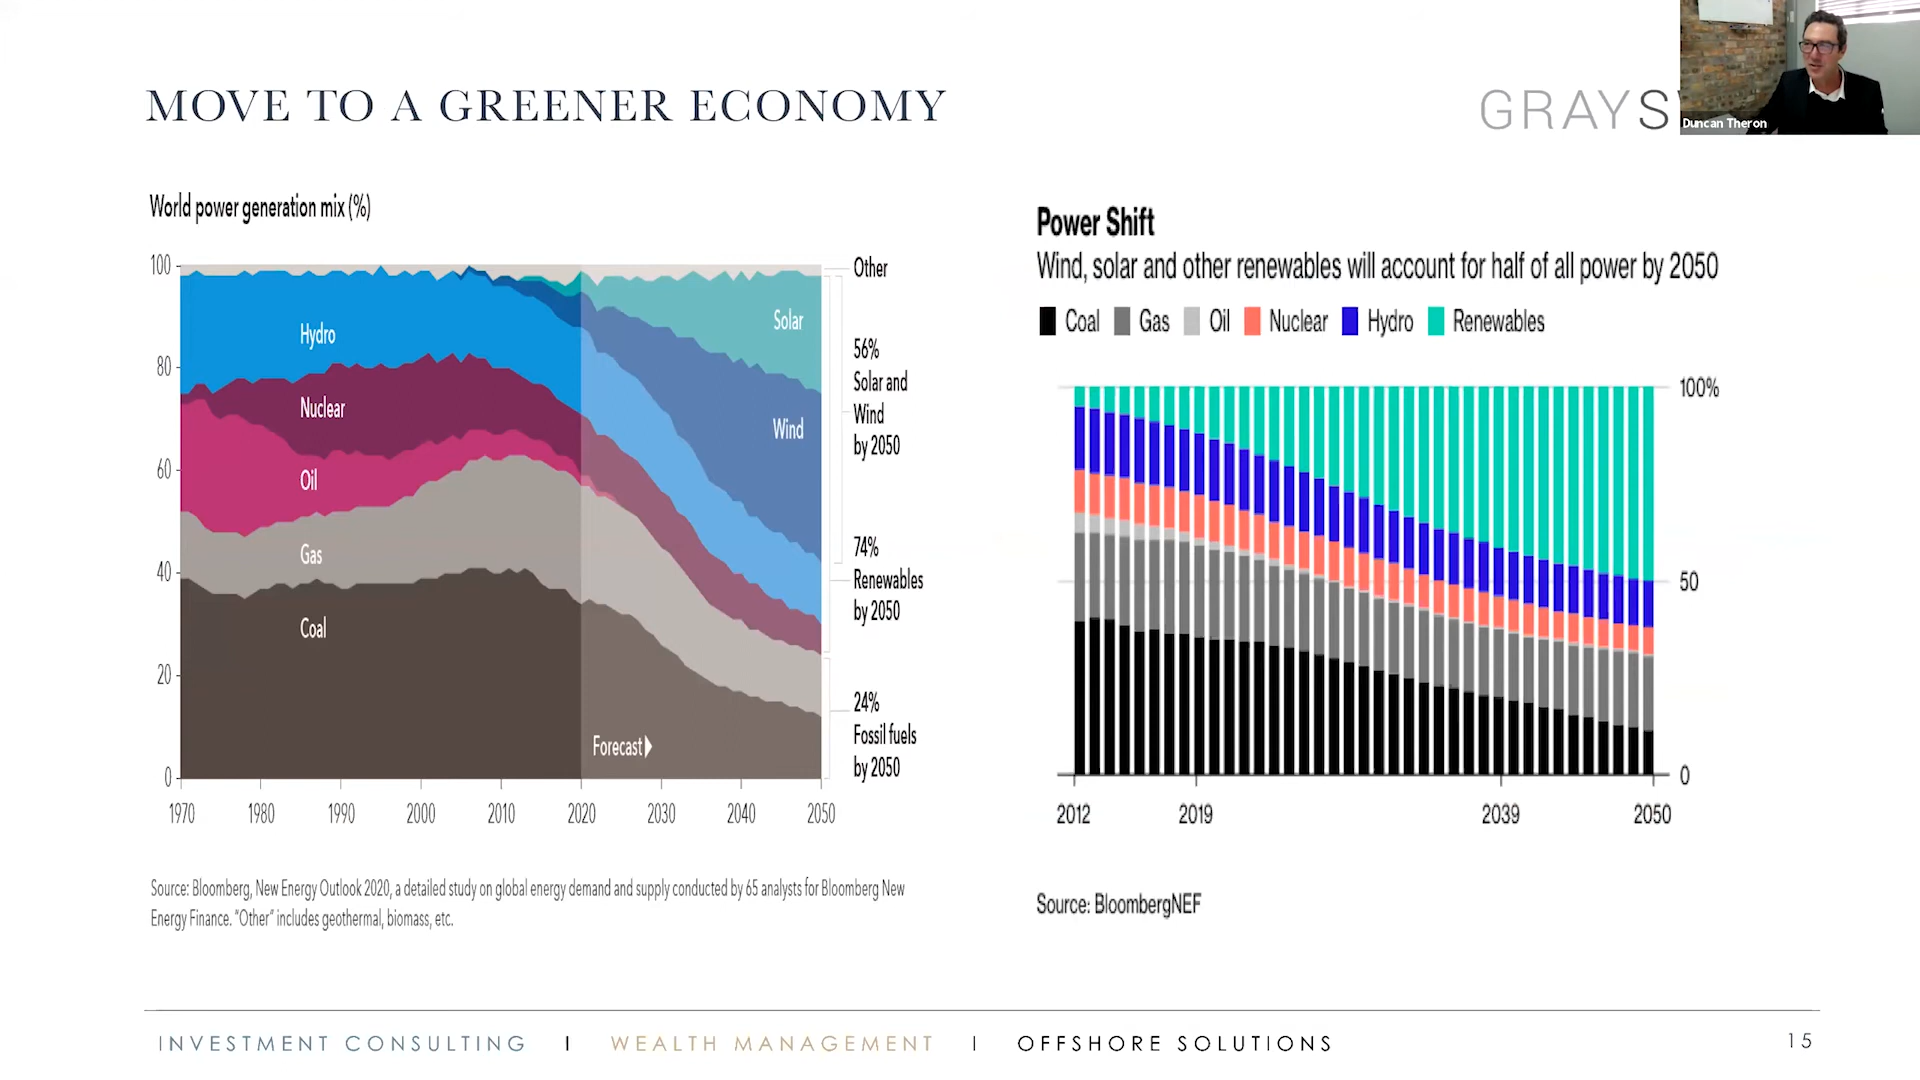 MOVE TO A GREENER ECONOMY
GRAYS
Duncan Theron
World power generation mix (%)
100
80
60
40
20
0
Hydro
Nuclear
Oil
Gas
Coal
Solar
Wind
Forecast
1970 1980 1990 2000 2010 2020 2030 2040 2050
Other
56%
Solar and
Wind
by 2050
74%
Renewables
by 2050
24%
Fossil fuels
by 2050
Source: Bloomberg, New Energy Outlook 2020, a detailed study on global energy demand and supply conducted by 65 analysts for Bloomberg New
Energy Finance. "Other" includes geothermal, biomass, etc.
Power Shift
Wind, solar and other renewables will account for half of all power by 2050
Coal Gas Oil Nuclear Hydro Renewables
100%
50
0
2012 2019 2039 2050
Source: BloombergNEF
INVESTMENT CONSULTING | WEALTH MANAGEMENT | OFFSHORE SOLUTIONS
15